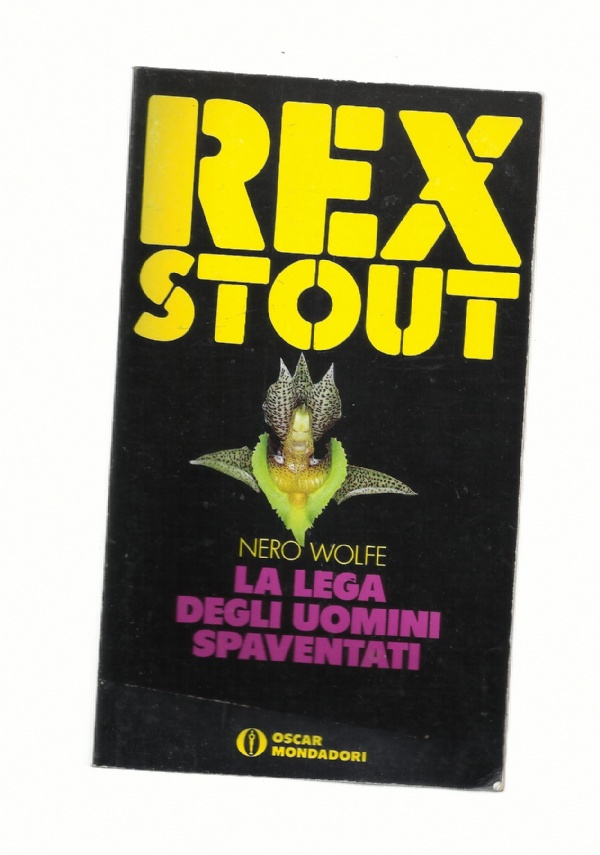 REX
STOUT
NERO WOLFE
LA LEGA
DEGLI UOMINI
SPAVENTATI
OSCAR
MONDADORI